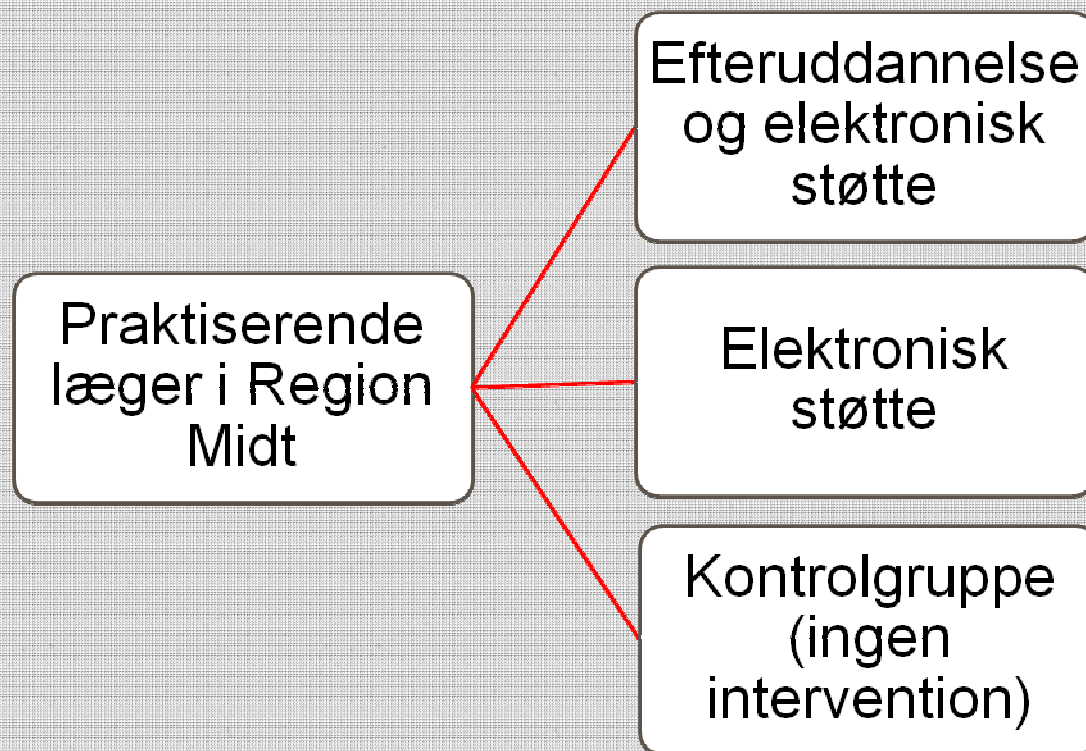 Praktiserende
læger i Region
Midt
Efteruddannelse
og elektronisk
støtte
Elektronisk
støtte
Kontrolgruppe
(ingen
intervention)